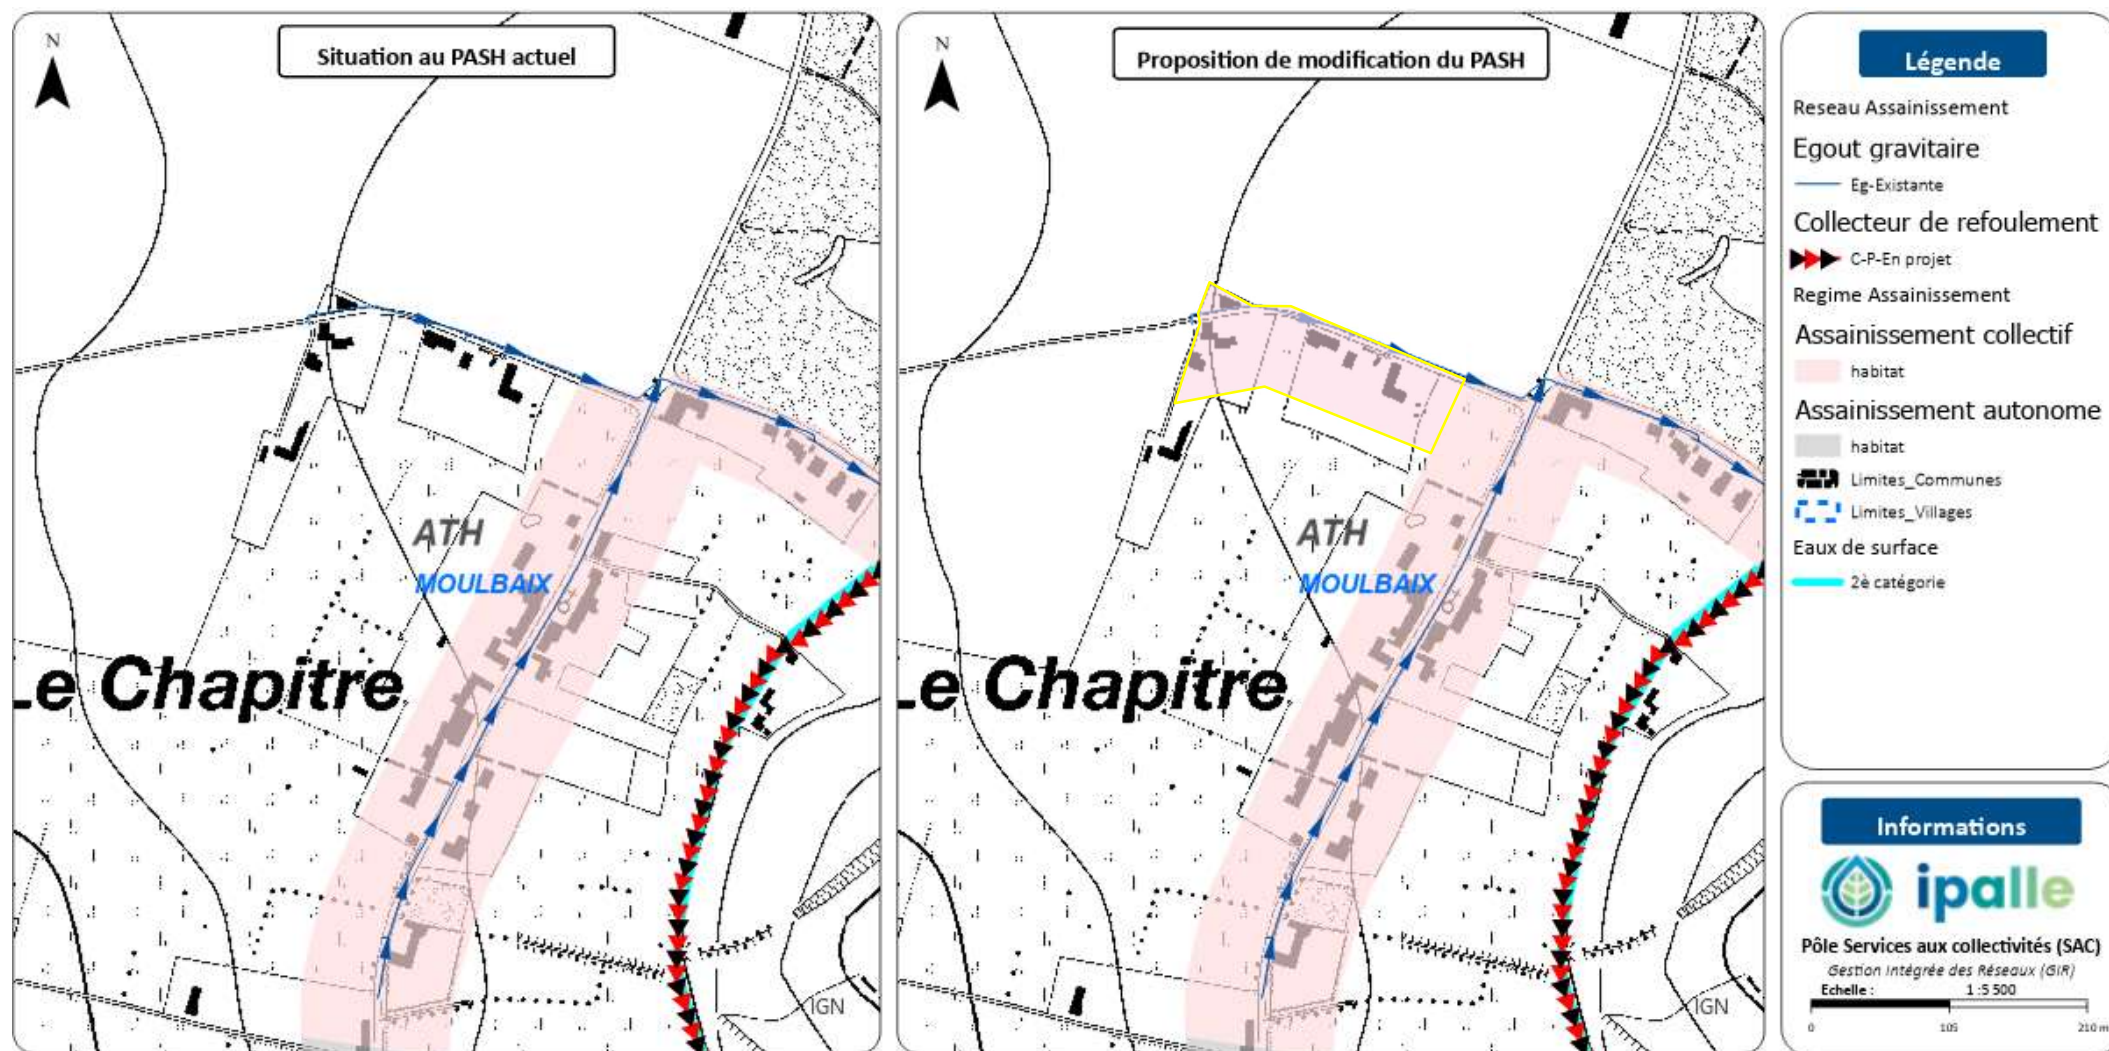 N
Situation au PASH actuel
ATH
MOULBAIX
Le Chapitre
IGN
N
Proposition de modification du PASH
ATH
MOULBAIX
Le Chapitre
IGN
Légende
Reseau Assainissement
Egout gravitaire
Eg-Existante
Collecteur de refoulement
C-P-En projet
Regime Assainissement
Assainissement collectif
habitat
Assainissement autonome
habitat
Limites_Communes
Limites_Villages
Eaux de surface
2è catégorie
Informations
ipalle
Pôle Services aux collectivités (SAC)
Gestion Intégrée des Réseaux (GIR)
Echelle : 1:5 500
0 105 210 m